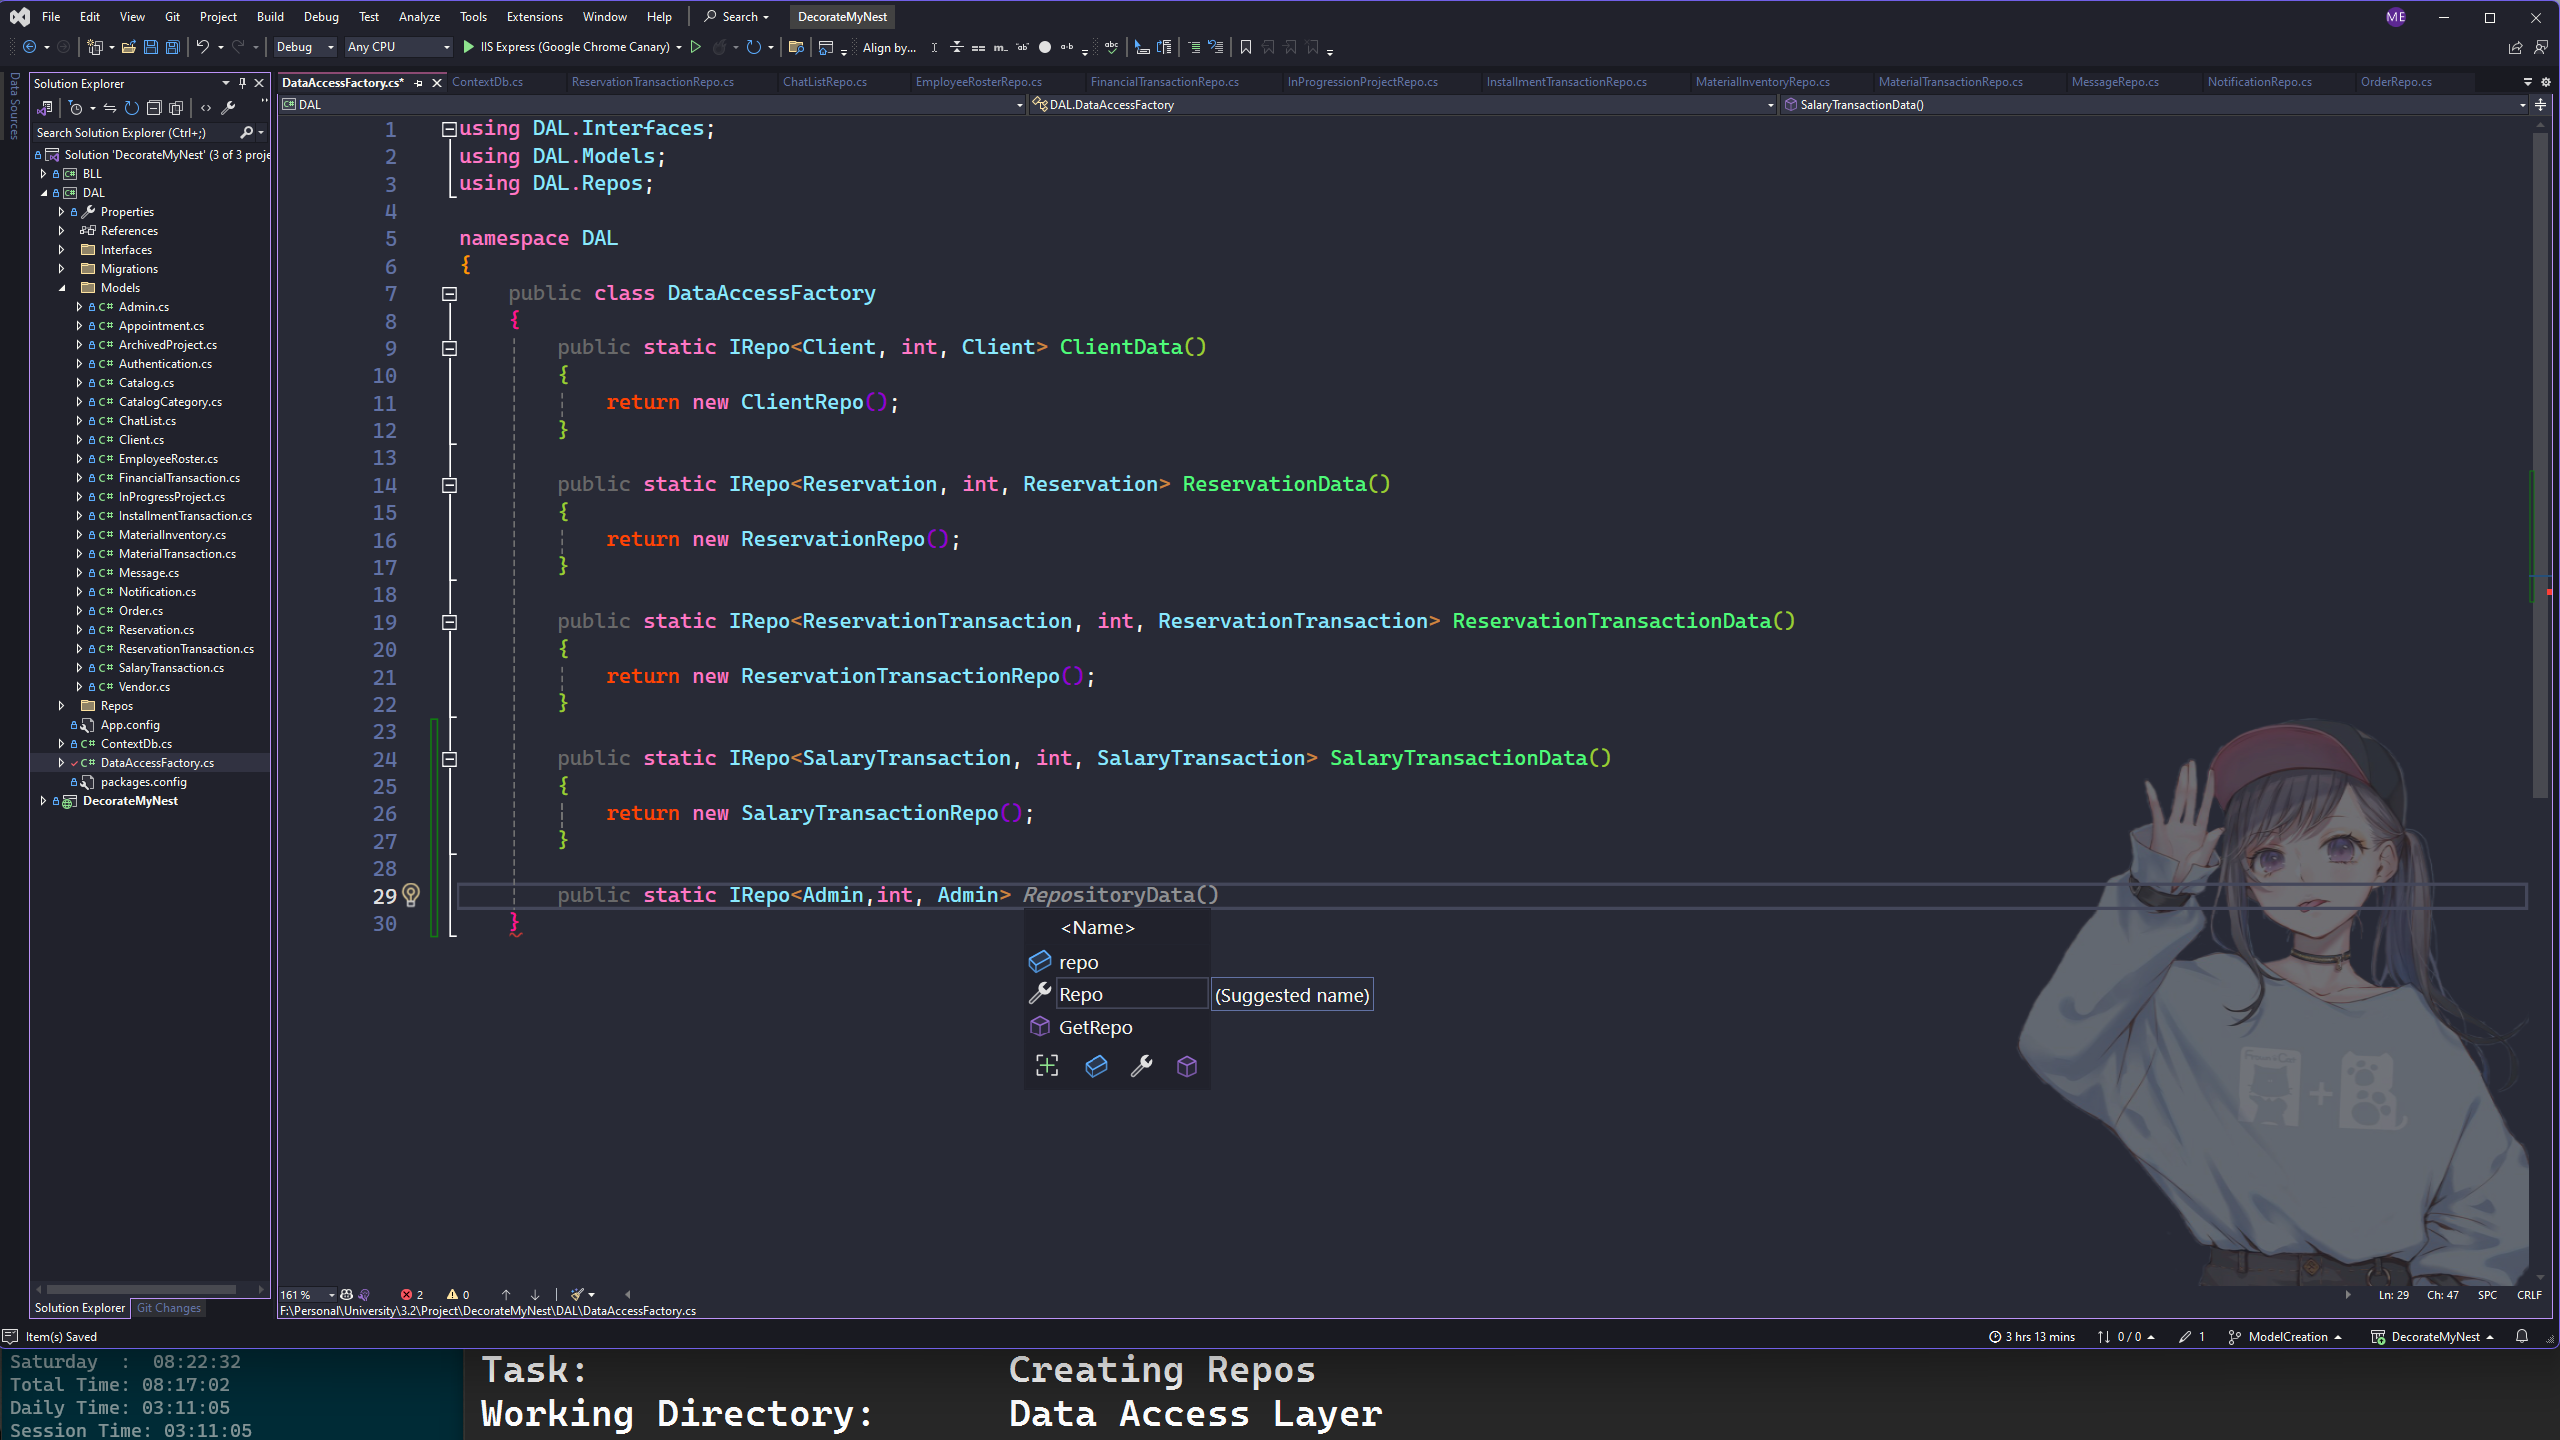 File Edit View Git Project Build Debug Test Analyze Tools Extensions Window Help Search DecorateMyNest ME
Debug Any CPU IIS Express (Google Chrome Canary) Align by...
Data Sources
Solution Explorer
Search Solution Explorer (Ctrl+;)
Solution 'DecorateMyNest' (3 of 3 proje
BLL
DAL
Properties
References
Interfaces
Migrations
Models
C# Admin.cs
C# Appointment.cs
C# ArchivedProject.cs
C# Authentication.cs
C# Catalog.cs
C# CatalogCategory.cs
C# ChatList.cs
C# Client.cs
C# EmployeeRoster.cs
C# FinancialTransaction.cs
C# InProgressProject.cs
C# InstallmentTransaction.cs
C# MaterialInventory.cs
C# MaterialTransaction.cs
C# Message.cs
C# Notification.cs
C# Order.cs
C# Reservation.cs
C# ReservationTransaction.cs
C# SalaryTransaction.cs
C# Vendor.cs
Repos
App.config
C# ContextDb.cs
C# DataAccessFactory.cs
packages.config
DecorateMyNest
Solution Explorer Git Changes
DataAccessFactory.cs* ContextDb.cs ReservationTransactionRepo.cs ChatListRepo.cs EmployeeRosterRepo.cs FinancialTransactionRepo.cs InProgressionProjectRepo.cs InstallmentTransactionRepo.cs MaterialInventoryRepo.cs MaterialTransactionRepo.cs MessageRepo.cs NotificationRepo.cs OrderRepo.cs
DAL DAL.DataAccessFactory SalaryTransactionData()
1 using DAL.Interfaces;
2 using DAL.Models;
3 using DAL.Repos;
4
5 namespace DAL
6 {
7 public class DataAccessFactory
8 {
9 public static IRepo<Client, int, Client> ClientData()
10 {
11 return new ClientRepo();
12 }
13
14 public static IRepo<Reservation, int, Reservation> ReservationData()
15 {
16 return new ReservationRepo();
17 }
18
19 public static IRepo<ReservationTransaction, int, ReservationTransaction> ReservationTransactionData()
20 {
21 return new ReservationTransactionRepo();
22 }
23
24 public static IRepo<SalaryTransaction, int, SalaryTransaction> SalaryTransactionData()
25 {
26 return new SalaryTransactionRepo();
27 }
28
29 public static IRepo<Admin,int, Admin> RepositoryData()
30 }
<Name>
repo
Repo (Suggested name)
GetRepo
161 % 2 0 Ln: 29 Ch: 47 SPC CRLF
F:\Personal\University\3.2\Project\DecorateMyNest\DAL\DataAccessFactory.cs
Item(s) Saved 3 hrs 13 mins 0 / 0 1 ModelCreation DecorateMyNest
Saturday : 08:22:32
Total Time: 08:17:02
Daily Time: 03:11:05
Session Time: 03:11:05
Task: Creating Repos
Working Directory: Data Access Layer